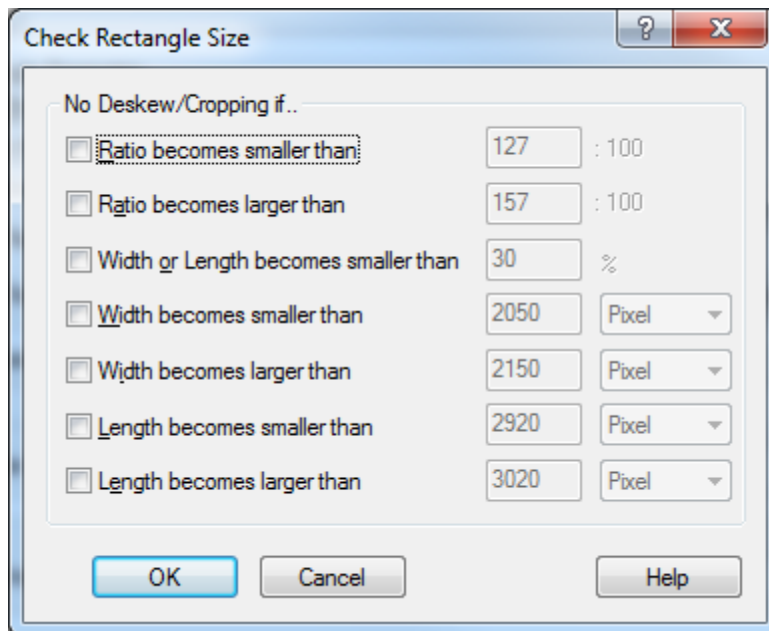 Check Rectangle Size
No Deskew/Cropping if..
Ratio becomes smaller than 127 : 100
Ratio becomes larger than 157 : 100
Width or Length becomes smaller than 30 %
Width becomes smaller than 2050 Pixel
Width becomes larger than 2150 Pixel
Length becomes smaller than 2920 Pixel
Length becomes larger than 3020 Pixel
OK Cancel Help